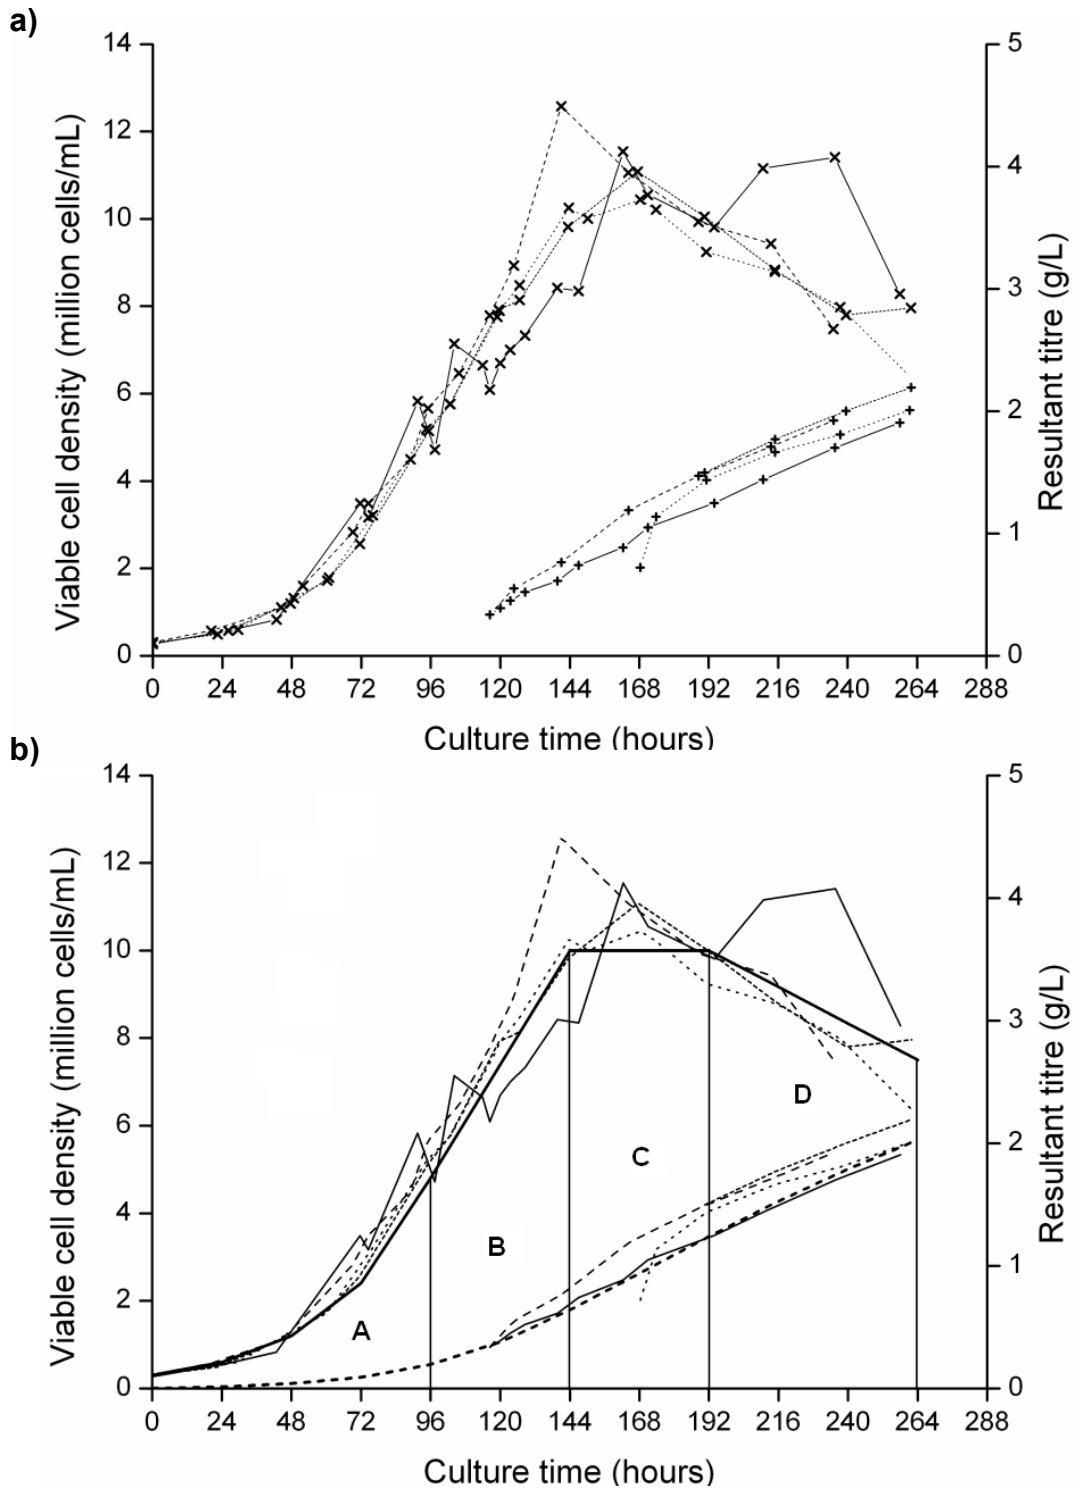 a)
14
12
10
8
6
4
2
0
Viable cell density (million cells/mL)
5
4
3
2
1
0
Resultant titre (g/L)
0 24 48 72 96 120 144 168 192 216 240 264 288
Culture time (hours)
b)
14
12
10
8
6
4
2
0
Viable cell density (million cells/mL)
5
4
3
2
1
0
Resultant titre (g/L)
D
C
B
A
0 24 48 72 96 120 144 168 192 216 240 264 288
Culture time (hours)